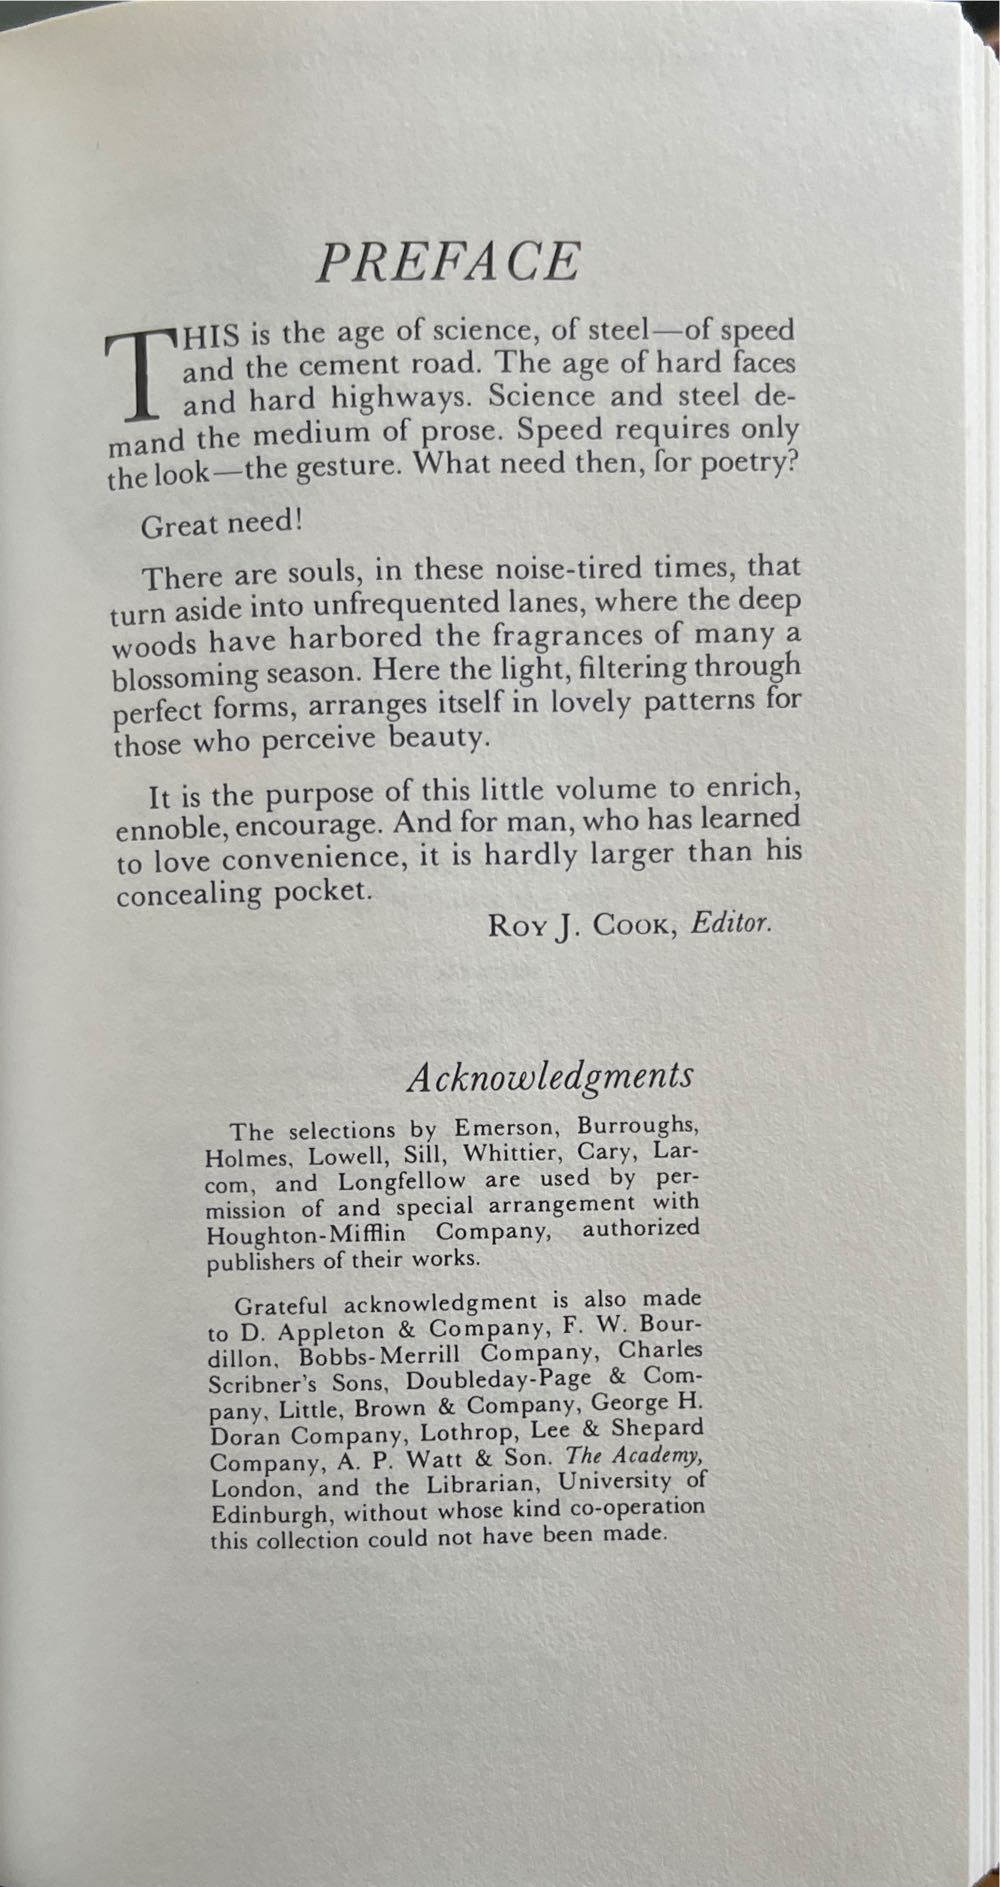 PREFACE
THIS is the age of science, of steel—of speed
and the cement road. The age of hard faces
and hard highways. Science and steel de-
mand the medium of prose. Speed requires only
the look—the gesture. What need then, for poetry?
Great need!
There are souls, in these noise-tired times, that
turn aside into unfrequented lanes, where the deep
woods have harbored the fragrances of many a
blossoming season. Here the light, filtering through
perfect forms, arranges itself in lovely patterns for
those who perceive beauty.
It is the purpose of this little volume to enrich,
ennoble, encourage. And for man, who has learned
to love convenience, it is hardly larger than his
concealing pocket.
ROY J. COOK, Editor.
Acknowledgments
The selections by Emerson, Burroughs,
Holmes, Lowell, Sill, Whittier, Cary, Lar-
com, and Longfellow are used by per-
mission of and special arrangement with
Houghton-Mifflin Company, authorized
publishers of their works.
Grateful acknowledgment is also made
to D. Appleton & Company, F. W. Bour-
dillon, Bobbs-Merrill Company, Charles
Scribner's Sons, Doubleday-Page & Com-
pany, Little, Brown & Company, George H.
Doran Company, Lothrop, Lee & Shepard
Company, A. P. Watt & Son. The Academy,
London, and the Librarian, University of
Edinburgh, without whose kind co-operation
this collection could not have been made.